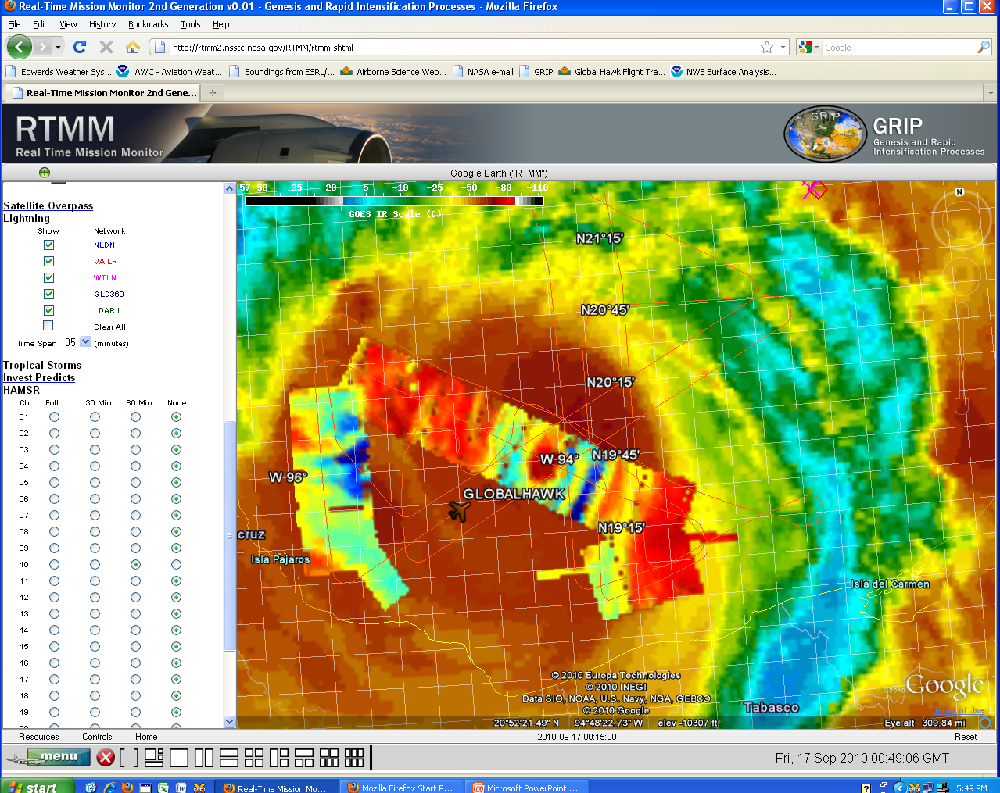 Real-Time Mission Monitor 2nd Generation v0.01 - Genesis and Rapid Intensification Processes - Mozilla Firefox
File Edit View History Bookmarks Tools Help
http://rtmm2.nsstc.nasa.gov/RTMM/rtmm.shtml
Google
Edwards Weather Sys... AWC - Aviation Weat... Soundings from ESRL/... Airborne Science Web... NASA e-mail GRIP Global Hawk Flight Tra... NWS Surface Analysis...
Real-Time Mission Monitor 2nd Gene...
RTMM
Real Time Mission Monitor
GRIP
GRIP
Genesis and Rapid
Intensification Processes
Google Earth ("RTMM")
Satellite Overpass
Lightning
Show Network
NLDN
VAILR
WTLN
GLD360
LDARII
Clear All
Time Span 05 (minutes)
Tropical Storms
Invest Predicts
HAMSR
Ch Full 30 Min 60 Min None
01
02
03
04
05
06
07
08
09
10
11
12
13
14
15
16
17
18
19
57 50 35 20 5 -10 -25 -50 -80 -110
GOES IR Scale (C)
N
N21°15'
N20°45'
N20°15'
N19°45'
W 94°
W 96°
GLOBALHAWK
N19°15'
cruz
Isla Pajaros
Isla del Carmen
Tabasco
© 2010 Europa Technologies
© 2010 INEGI
Data SIO, NOAA, U.S. Navy, NGA, GEBCO
© 2010 Google
©2010 Google
Terms of Use
20°52'21.49" N 94°48'22.73" W elev -10307 ft Eye alt 309.84 mi
Resources Controls Home 2010-09-17 00:15:00 Reset
menu
Fri, 17 Sep 2010 00:49:06 GMT
start Real-Time Mission Mo... Mozilla Firefox Start P... Microsoft PowerPoint ... 5:49 PM